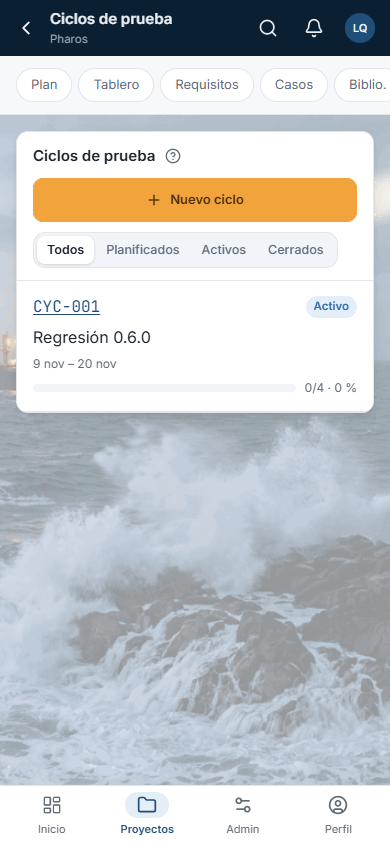 Ciclos de prueba
Pharos
LQ
Plan
Tablero
Requisitos
Casos
Biblio.
Ciclos de prueba
Nuevo ciclo
Todos
Planificados
Activos
Cerrados
CYC-001
Activo
Regresión 0.6.0
9 nov – 20 nov
0/4 · 0 %
Inicio
Proyectos
Admin
Perfil